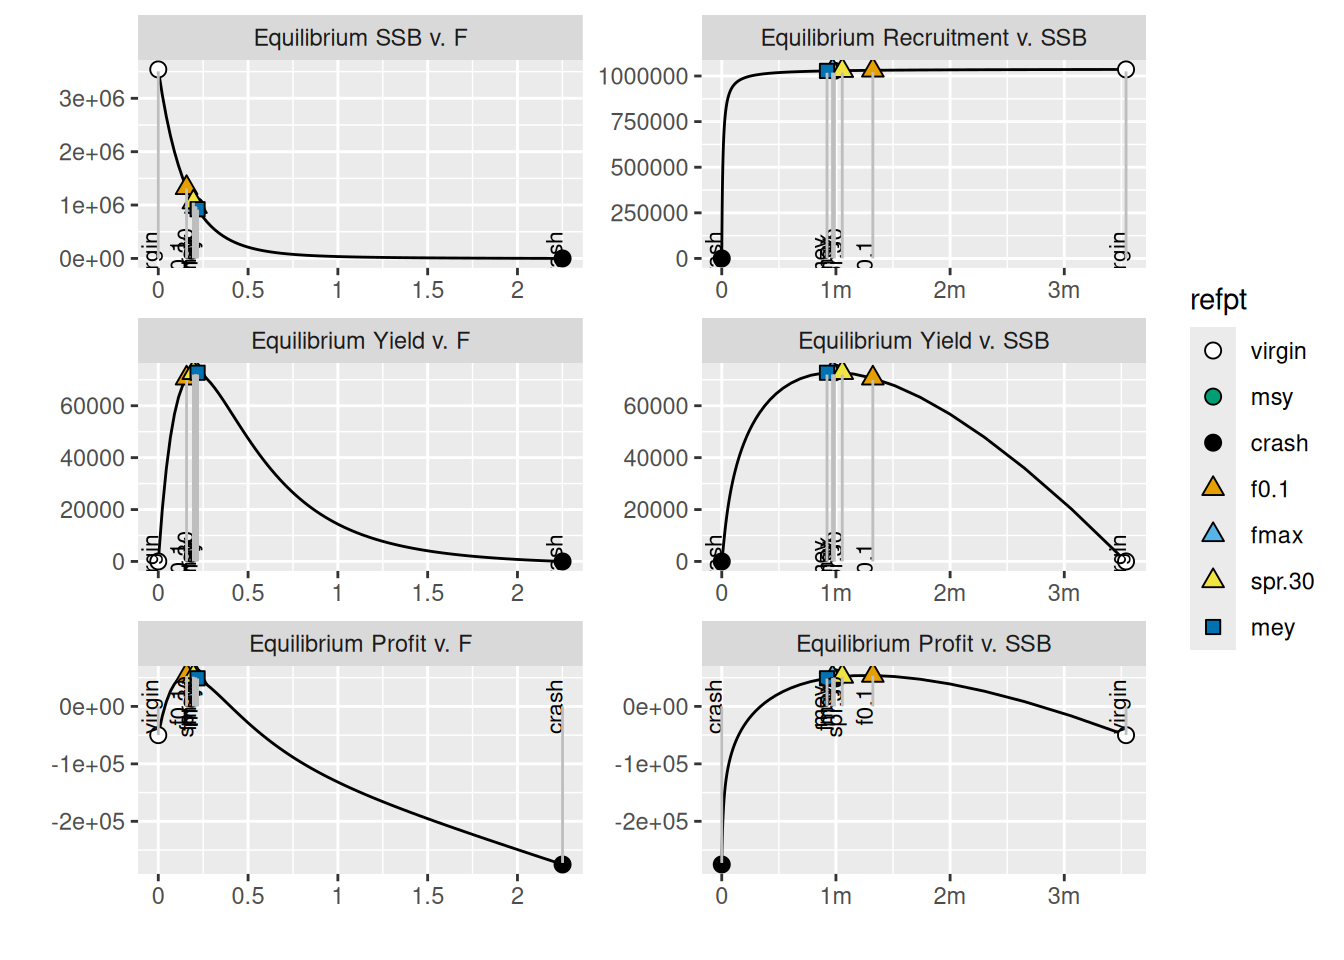 Equilibrium SSB v. F
3e+06
2e+06
1e+06
0e+00
0 0.5 1 1.5 2
Equilibrium Recruitment v. SSB
1000000
750000
500000
250000
0
0 1m 2m 3m
Equilibrium Yield v. F
60000
40000
20000
0
0 0.5 1 1.5 2
Equilibrium Yield v. SSB
60000
40000
20000
0
0 1m 2m 3m
Equilibrium Profit v. F
0e+00
-1e+05
-2e+05
virgin
crash
0 0.5 1 1.5 2
Equilibrium Profit v. SSB
0e+00
-1e+05
-2e+05
crash
f0.1
virgin
0 1m 2m 3m
refpt
virgin
msy
crash
f0.1
fmax
spr.30
mey